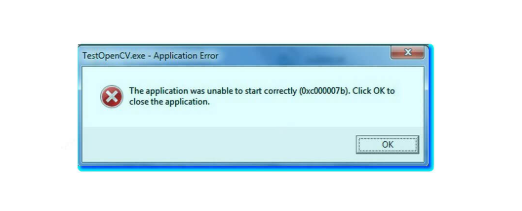 TestOpenCV.exe - Application Error
The application was unable to start correctly (0xc000007b). Click OK to
close the application.
OK